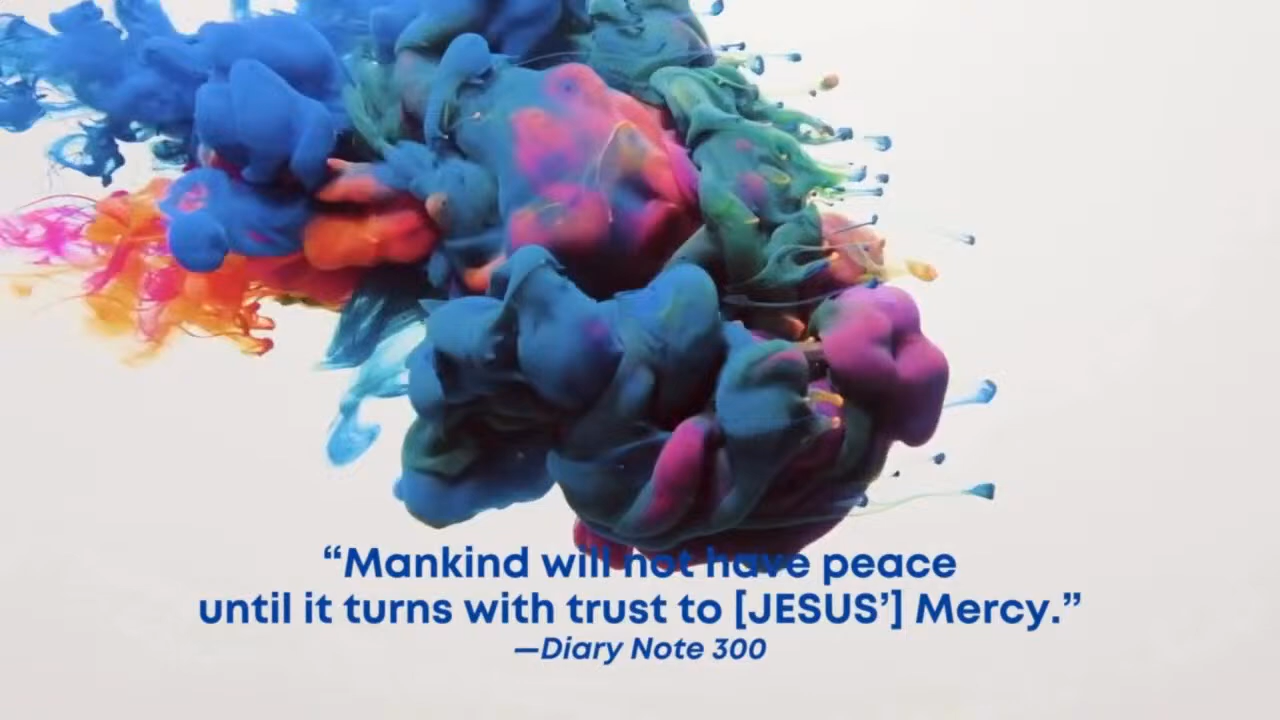 “Mankind will not have peace
until it turns with trust to [JESUS’] Mercy.”
—Diary Note 300